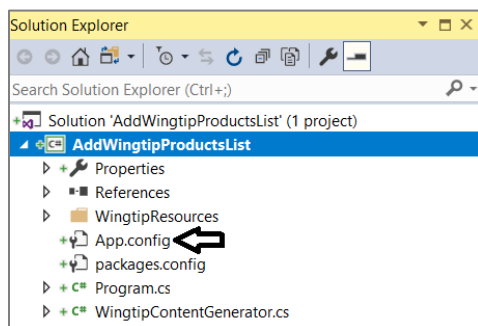 Solution Explorer
Search Solution Explorer (Ctrl+;)
Solution 'AddWingtipProductsList' (1 project)
C# AddWingtipProductsList
Properties
References
WingtipResources
App.config
packages.config
C# Program.cs
C# WingtipContentGenerator.cs